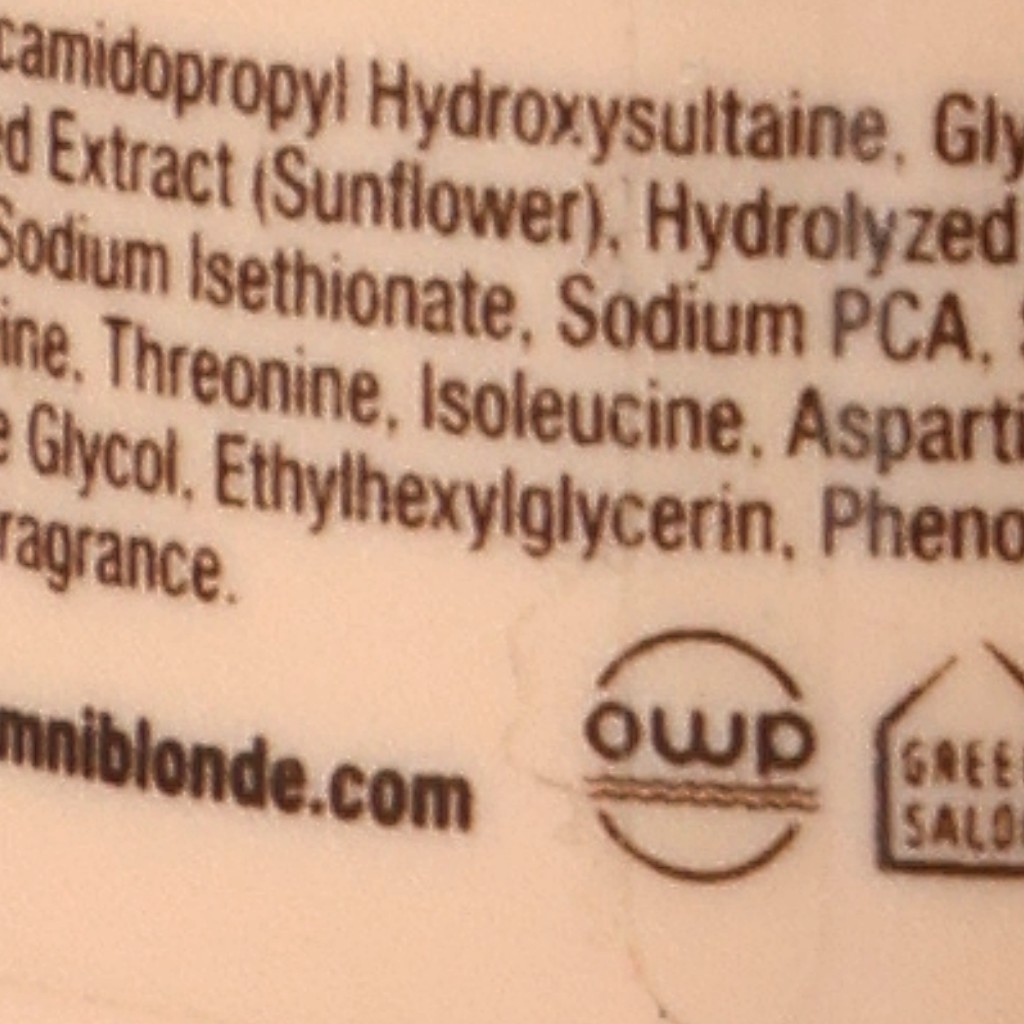 camidopropyl Hydroxysultaine, Gly
ed Extract (Sunflower), Hydrolyzed
Sodium Isethionate, Sodium PCA,
ine, Threonine, Isoleucine, Asparti
e Glycol, Ethylhexylglycerin, Pheno
ragrance.
mniblonde.com
owp
GREE
SALO